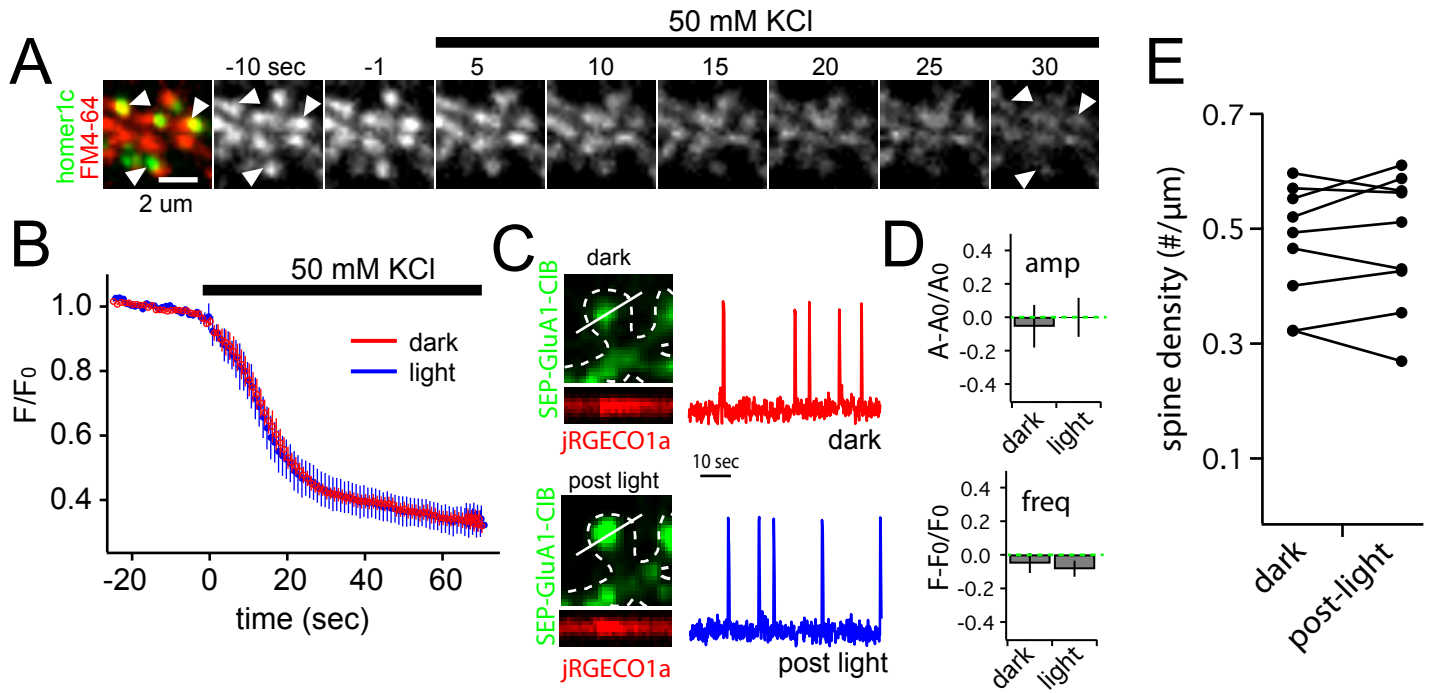 A
50 mM KCl
homer1c
FM4-64
-10 sec
-1
5
10
15
20
25
30
2 um
B
50 mM KCl
F/F0
1.0
0.8
0.6
0.4
dark
light
-20
0
20
40
60
time (sec)
C
dark
SEP-GluA1-CIB
jRGECO1a
dark
10 sec
post light
SEP-GluA1-CIB
jRGECO1a
post light
D
A-A0/A0
0.4
0.2
0.0
-0.2
-0.4
amp
dark
light
F-F0/F0
0.4
0.2
0.0
-0.2
-0.4
freq
dark
light
E
spine density (#/µm)
0.7
0.5
0.3
0.1
dark
post-light